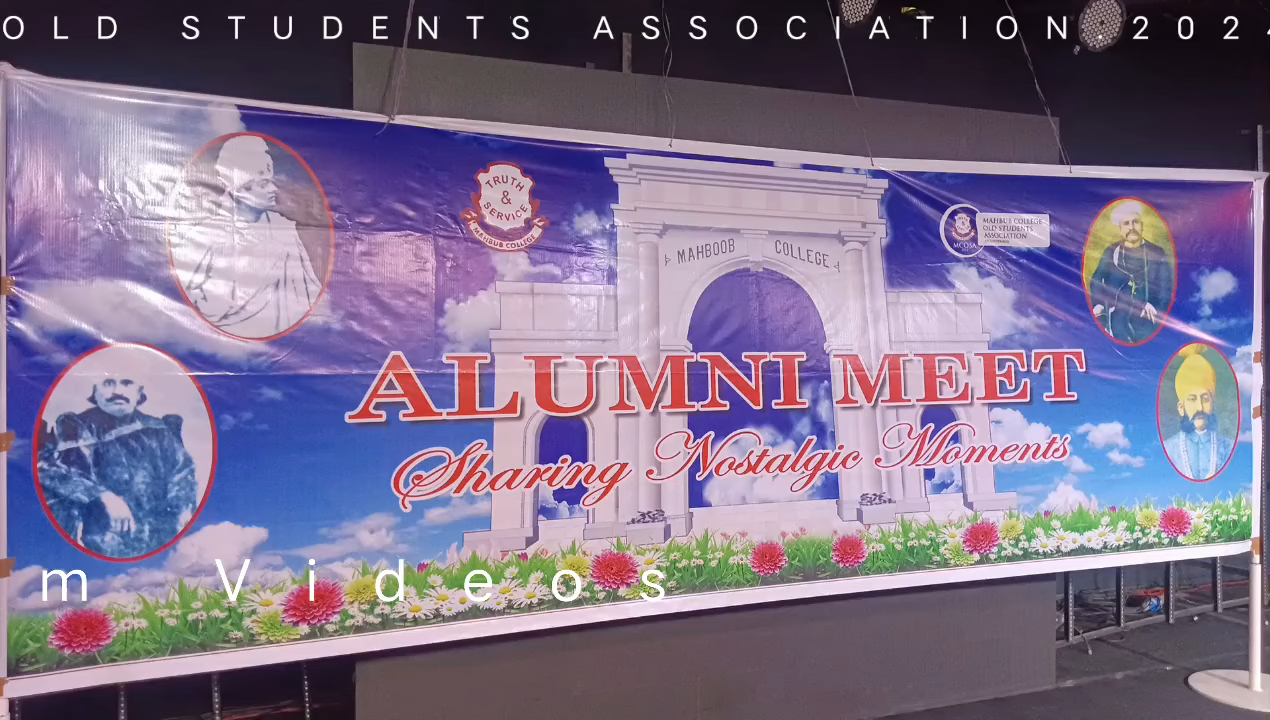 OLD STUDENTS ASSOCIATION 202
TRUTH
&
SERVICE
MAHBUB COLLEGE
MAHBOOB COLLEGE
MAHBUB COLLEGE
OLD STUDENTS
ASSOCIATION
MCOSA
ALUMNI MEET
Sharing Nostalgic Moments
m Videos